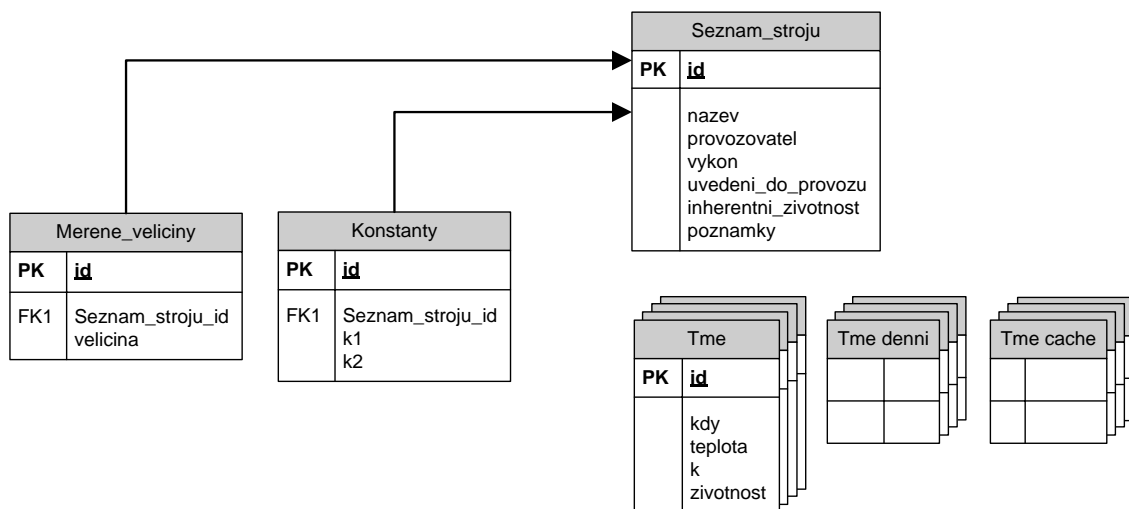 Seznam_stroju
PK id
nazev
provozovatel
vykon
uvedeni_do_provozu
inherentni_zivotnost
poznamky
Merene_veliciny
PK id
FK1 Seznam_stroju_id
velicina
Konstanty
PK id
FK1 Seznam_stroju_id
k1
k2
Tme
PK id
kdy
teplota
k
zivotnost
Tme denni
Tme cache